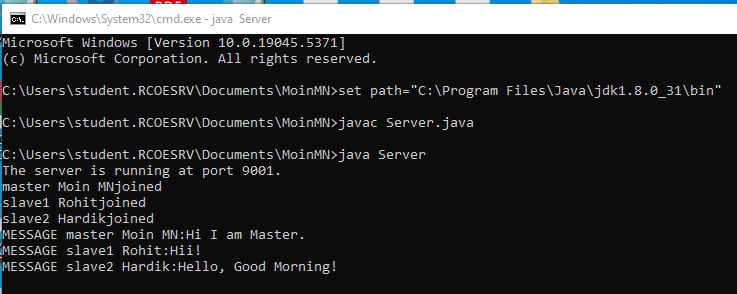 PDF
C:\Windows\System32\cmd.exe - java Server
Microsoft Windows [Version 10.0.19045.5371]
(c) Microsoft Corporation. All rights reserved.
C:\Users\student.RCOESRV\Documents\MoinMN>set path="C:\Program Files\Java\jdk1.8.0_31\bin"
C:\Users\student.RCOESRV\Documents\MoinMN>javac Server.java
C:\Users\student.RCOESRV\Documents\MoinMN>java Server
The server is running at port 9001.
master Moin MNjoined
slave1 Rohitjoined
slave2 Hardikjoined
MESSAGE master Moin MN:Hi I am Master.
MESSAGE slave1 Rohit:Hii!
MESSAGE slave2 Hardik:Hello, Good Morning!